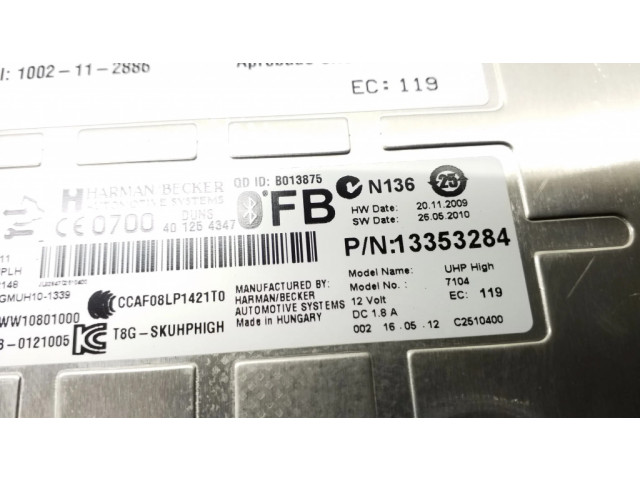 I: 1002-11-2886
EC: 119
HARMAN/BECKER
AUTOMOTIVE SYSTEMS
QD ID: B013875
N136
25
CE 0700
DUNS
40 125 4347
FB
HW Date: 20.11.2009
SW Date: 26.05.2010
P/N:13353284
11
PLH
2146
GMUH10-1339
WW10801000
B-0121005
CCAF08LP1421T0
T8G-SKUHPHIGH
MANUFACTURED BY:
HARMAN/BECKER
AUTOMOTIVE SYSTEMS
Made in HUNGARY
Model Name: UHP High
Model No.: 7104
12 Volt EC: 119
DC 1.8 A
002 16.05.12 C2510400